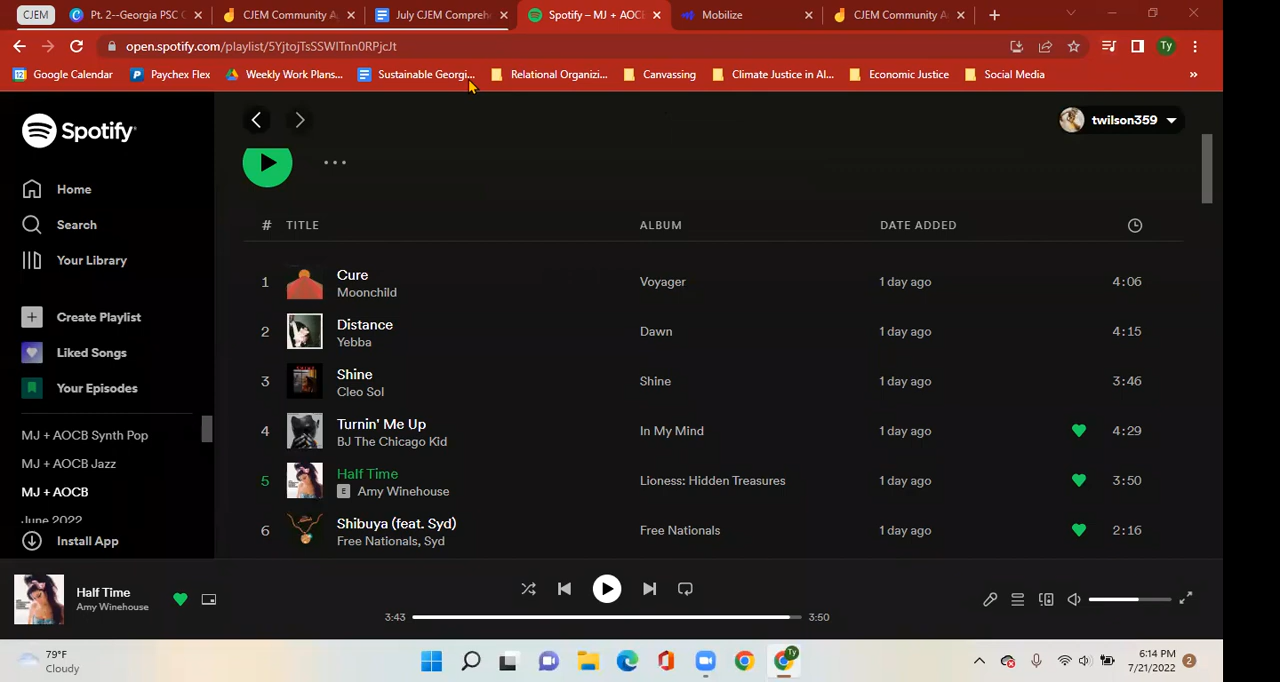 CJEM
Pt. 2--Georgia PSC C
CJEM Community A
July CJEM Compreh
Spotify – MJ + AOCB
Mobilize
CJEM Community A
open.spotify.com/playlist/5YjtojTsSSWITnn0RPjcJt
Ty
Google Calendar
Paychex Flex
Weekly Work Plans...
Sustainable Georgi...
Relational Organizi...
Canvassing
Climate Justice in Al...
Economic Justice
Social Media
»
Spotify
twilson359
Home
Search
Your Library
Create Playlist
Liked Songs
Your Episodes
MJ + AOCB Synth Pop
MJ + AOCB Jazz
MJ + AOCB
June 2022
Install App
# TITLE ALBUM DATE ADDED
1 Cure Voyager 1 day ago 4:06
Moonchild
2 Distance Dawn 1 day ago 4:15
Yebba
3 Shine Shine 1 day ago 3:46
Cleo Sol
4 Turnin' Me Up In My Mind 1 day ago 4:29
BJ The Chicago Kid
5 Half Time Lioness: Hidden Treasures 1 day ago 3:50
E Amy Winehouse
6 Shibuya (feat. Syd) Free Nationals 1 day ago 2:16
Free Nationals, Syd
Half Time
Amy Winehouse
3:43
3:50
79°F
Cloudy
Ty
6:14 PM
7/21/2022
2